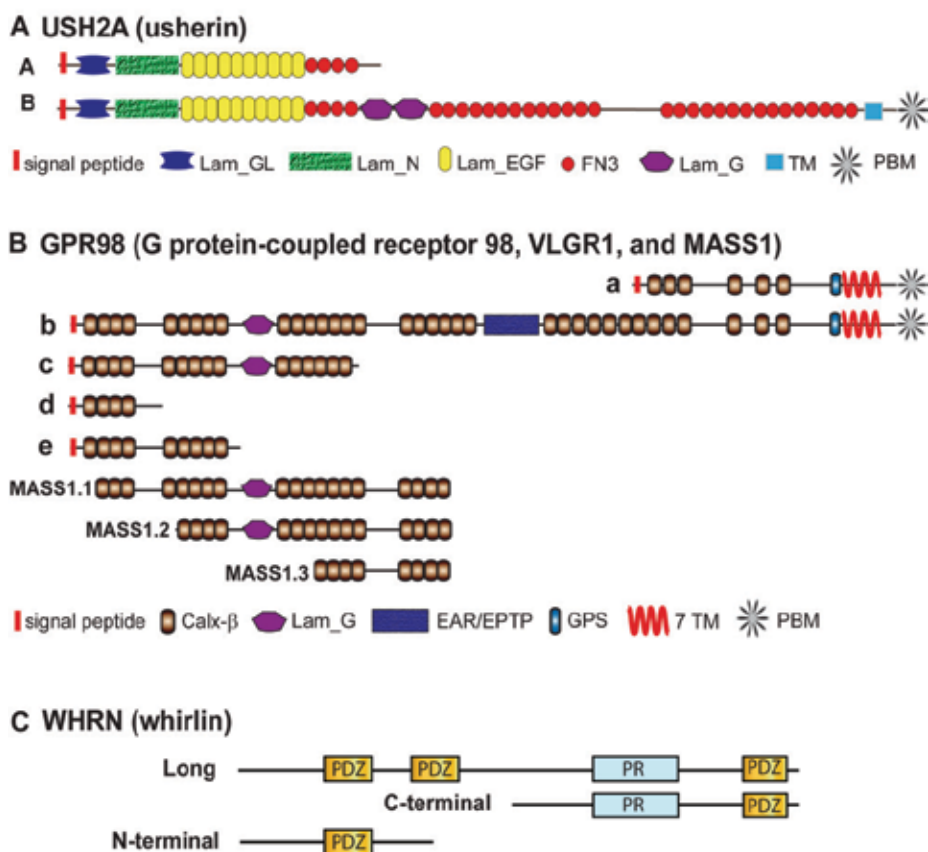 A USH2A (usherin)
A
B
signal peptide Lam_GL Lam_N Lam_EGF FN3 Lam_G TM PBM
B GPR98 (G protein-coupled receptor 98, VLGR1, and MASS1)
a
b
c
d
e
MASS1.1
MASS1.2
MASS1.3
signal peptide Calx-β Lam_G EAR/EPTP GPS 7 TM PBM
C WHRN (whirlin)
Long PDZ PDZ PR PDZ
C-terminal PR PDZ
N-terminal PDZ